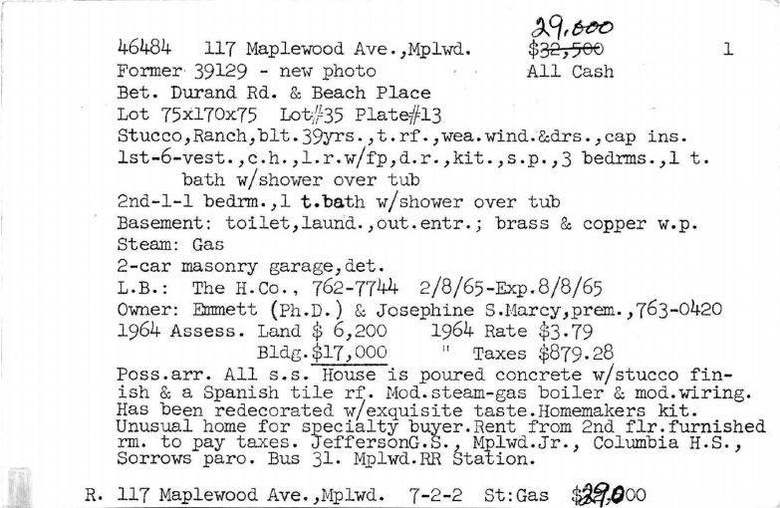 29,000
46484 117 Maplewood Ave.,Mplwd. $32,500 1
Former 39129 - new photo All Cash
Bet. Durand Rd. & Beach Place
Lot 75x170x75 Lot#35 Plate#13
Stucco,Ranch,blt.39yrs.,t.rf.,wea.wind.&drs.,cap ins.
1st-6-vest.,c.h.,l.r.w/fp,d.r.,kit.,s.p.,3 bedrms.,1 t.
bath w/shower over tub
2nd-1-1 bedrm.,1 t.bath w/shower over tub
Basement: toilet,laund.,out.entr.; brass & copper w.p.
Steam: Gas
2-car masonry garage,det.
L.B.: The H.Co., 762-7744 2/8/65-Exp.8/8/65
Owner: Emmett (Ph.D.) & Josephine S.Marcy,prem.,763-0420
1964 Assess. Land $ 6,200 1964 Rate $3.79
Bldg.$17,000 " Taxes $879.28
Poss.arr. All s.s. House is poured concrete w/stucco fin-
ish & a Spanish tile rf. Mod.steam-gas boiler & mod.wiring.
Has been redecorated w/exquisite taste.Homemakers kit.
Unusual home for specialty buyer.Rent from 2nd flr.furnished
rm. to pay taxes. JeffersonG.S., Mplwd.Jr., Columbia H.S.,
Sorrows paro. Bus 31. Mplwd.RR Station.
R. 117 Maplewood Ave.,Mplwd. 7-2-2 St:Gas $29,000